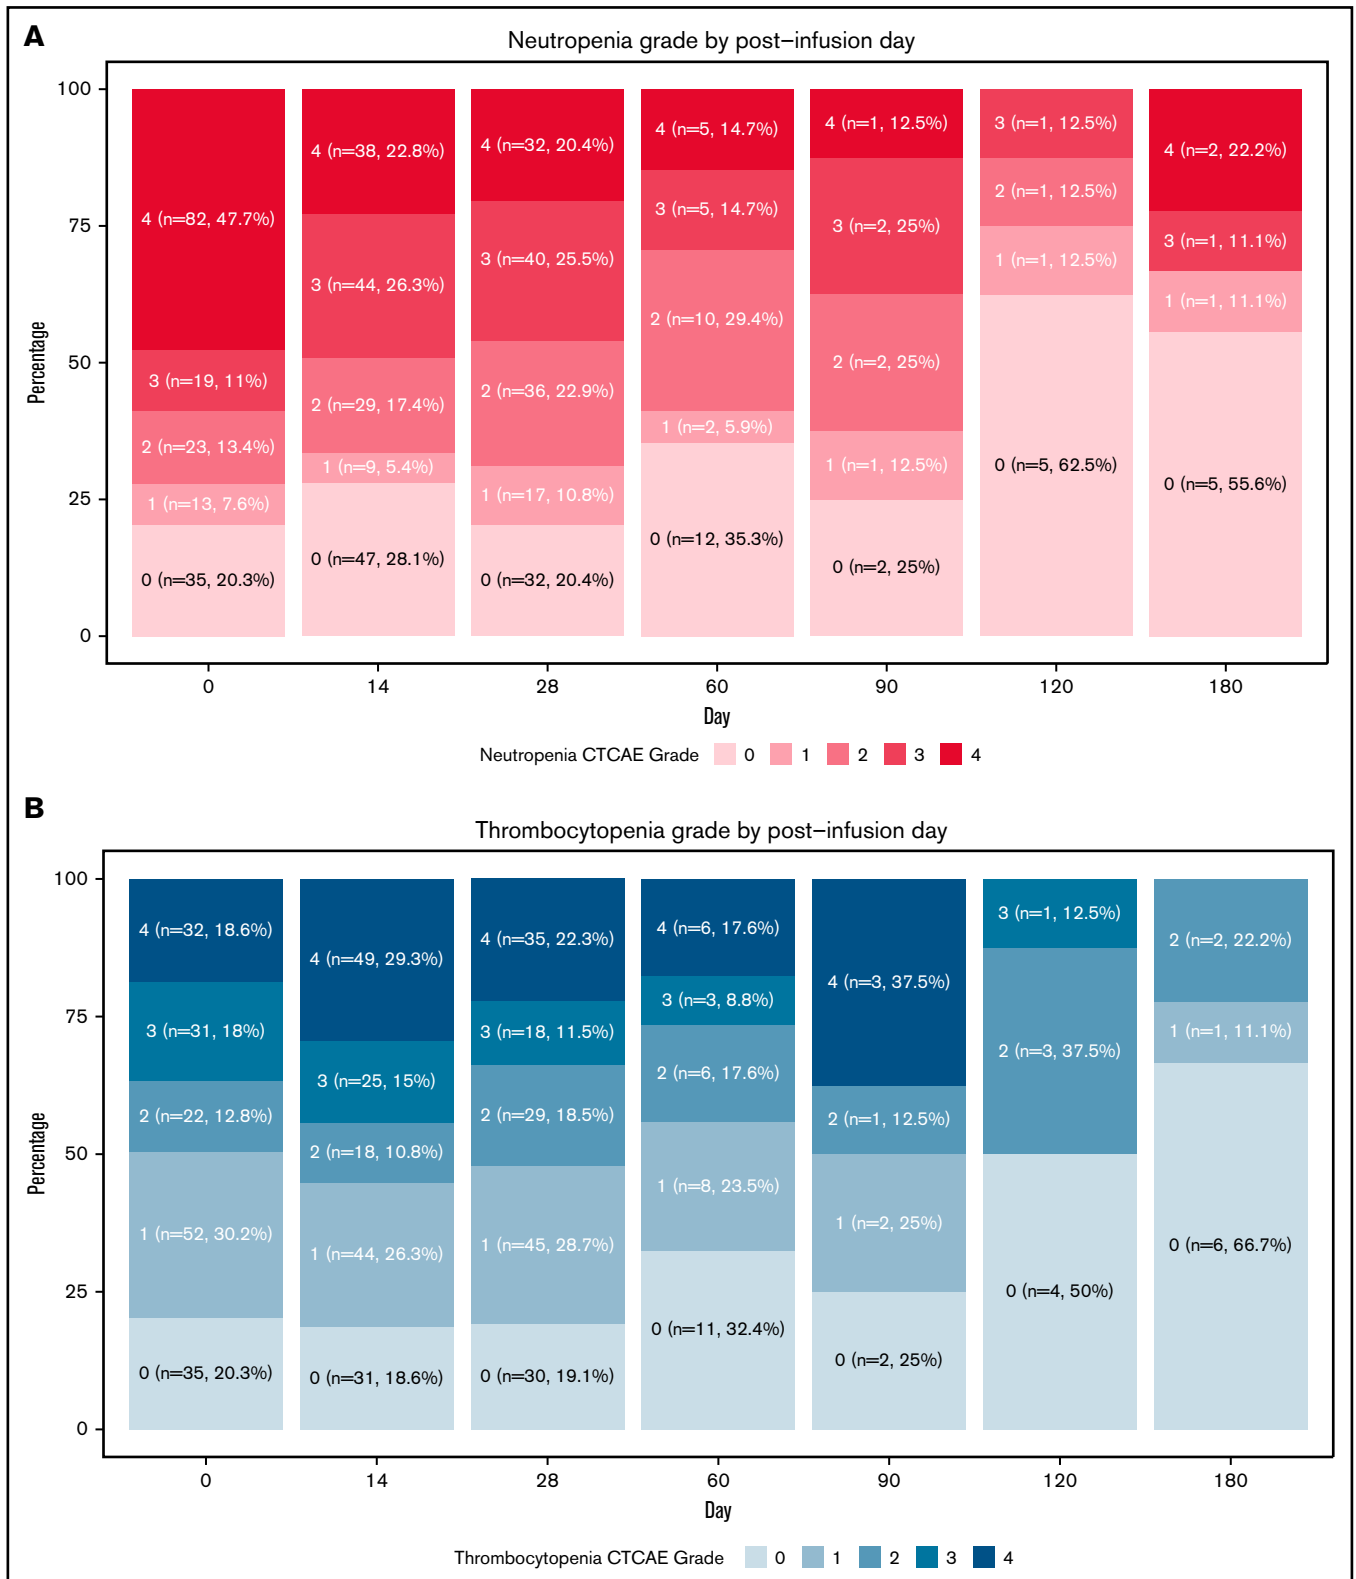 A
Neutropenia grade by post–infusion day
Percentage
100
75
50
25
0
4 (n=82, 47.7%)
3 (n=19, 11%)
2 (n=23, 13.4%)
1 (n=13, 7.6%)
0 (n=35, 20.3%)
4 (n=38, 22.8%)
3 (n=44, 26.3%)
2 (n=29, 17.4%)
1 (n=9, 5.4%)
0 (n=47, 28.1%)
4 (n=32, 20.4%)
3 (n=40, 25.5%)
2 (n=36, 22.9%)
1 (n=17, 10.8%)
0 (n=32, 20.4%)
4 (n=5, 14.7%)
3 (n=5, 14.7%)
2 (n=10, 29.4%)
1 (n=2, 5.9%)
0 (n=12, 35.3%)
4 (n=1, 12.5%)
3 (n=2, 25%)
2 (n=2, 25%)
1 (n=1, 12.5%)
0 (n=2, 25%)
3 (n=1, 12.5%)
2 (n=1, 12.5%)
1 (n=1, 12.5%)
0 (n=5, 62.5%)
4 (n=2, 22.2%)
3 (n=1, 11.1%)
1 (n=1, 11.1%)
0 (n=5, 55.6%)
0 14 28 60 90 120 180
Day
Neutropenia CTCAE Grade 0 1 2 3 4
B
Thrombocytopenia grade by post–infusion day
Percentage
100
75
50
25
0
4 (n=32, 18.6%)
3 (n=31, 18%)
2 (n=22, 12.8%)
1 (n=52, 30.2%)
0 (n=35, 20.3%)
4 (n=49, 29.3%)
3 (n=25, 15%)
2 (n=18, 10.8%)
1 (n=44, 26.3%)
0 (n=31, 18.6%)
4 (n=35, 22.3%)
3 (n=18, 11.5%)
2 (n=29, 18.5%)
1 (n=45, 28.7%)
0 (n=30, 19.1%)
4 (n=6, 17.6%)
3 (n=3, 8.8%)
2 (n=6, 17.6%)
1 (n=8, 23.5%)
0 (n=11, 32.4%)
4 (n=3, 37.5%)
2 (n=1, 12.5%)
1 (n=2, 25%)
0 (n=2, 25%)
3 (n=1, 12.5%)
2 (n=3, 37.5%)
0 (n=4, 50%)
2 (n=2, 22.2%)
1 (n=1, 11.1%)
0 (n=6, 66.7%)
0 14 28 60 90 120 180
Day
Thrombocytopenia CTCAE Grade 0 1 2 3 4